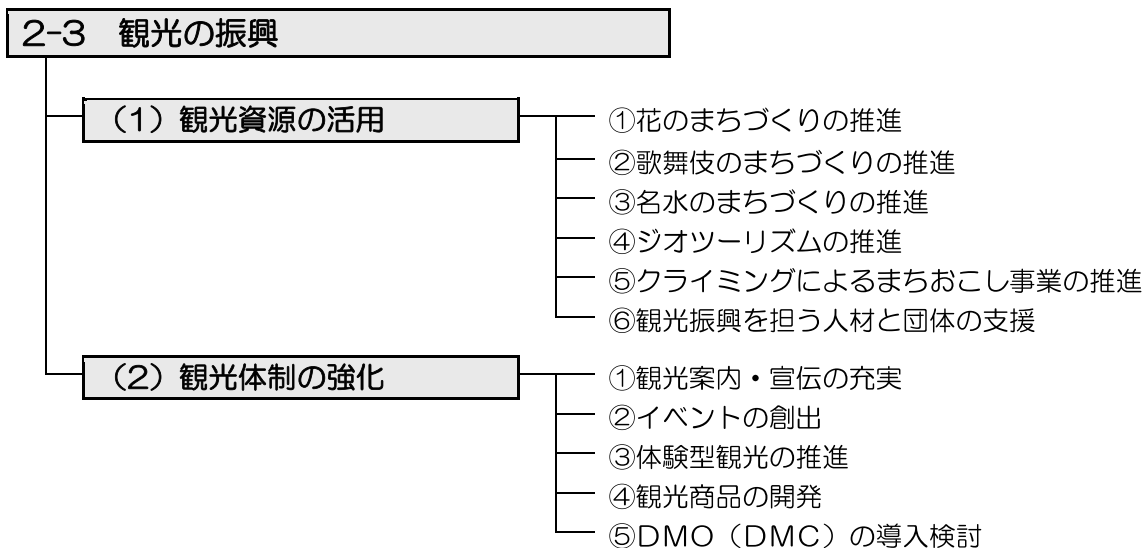 2-3　観光の振興
（1）観光資源の活用
①花のまちづくりの推進
②歌舞伎のまちづくりの推進
③名水のまちづくりの推進
④ジオツーリズムの推進
⑤クライミングによるまちおこし事業の推進
⑥観光振興を担う人材と団体の支援
（2）観光体制の強化
①観光案内・宣伝の充実
②イベントの創出
③体験型観光の推進
④観光商品の開発
⑤ＤＭＯ（ＤＭＣ）の導入検討